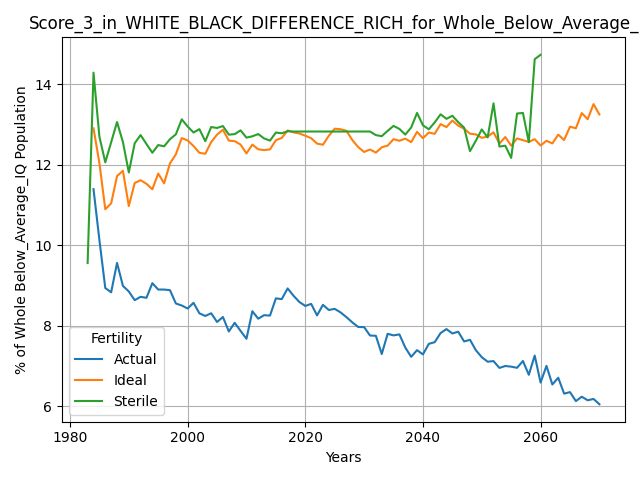 Score_3_in_WHITE_BLACK_DIFFERENCE_RICH_for_Whole_Below_Average_
% of Whole Below_Average_IQ Population
14
12
10
8
6
Fertility
Actual
Ideal
Sterile
1980
2000
2020
2040
2060
Years